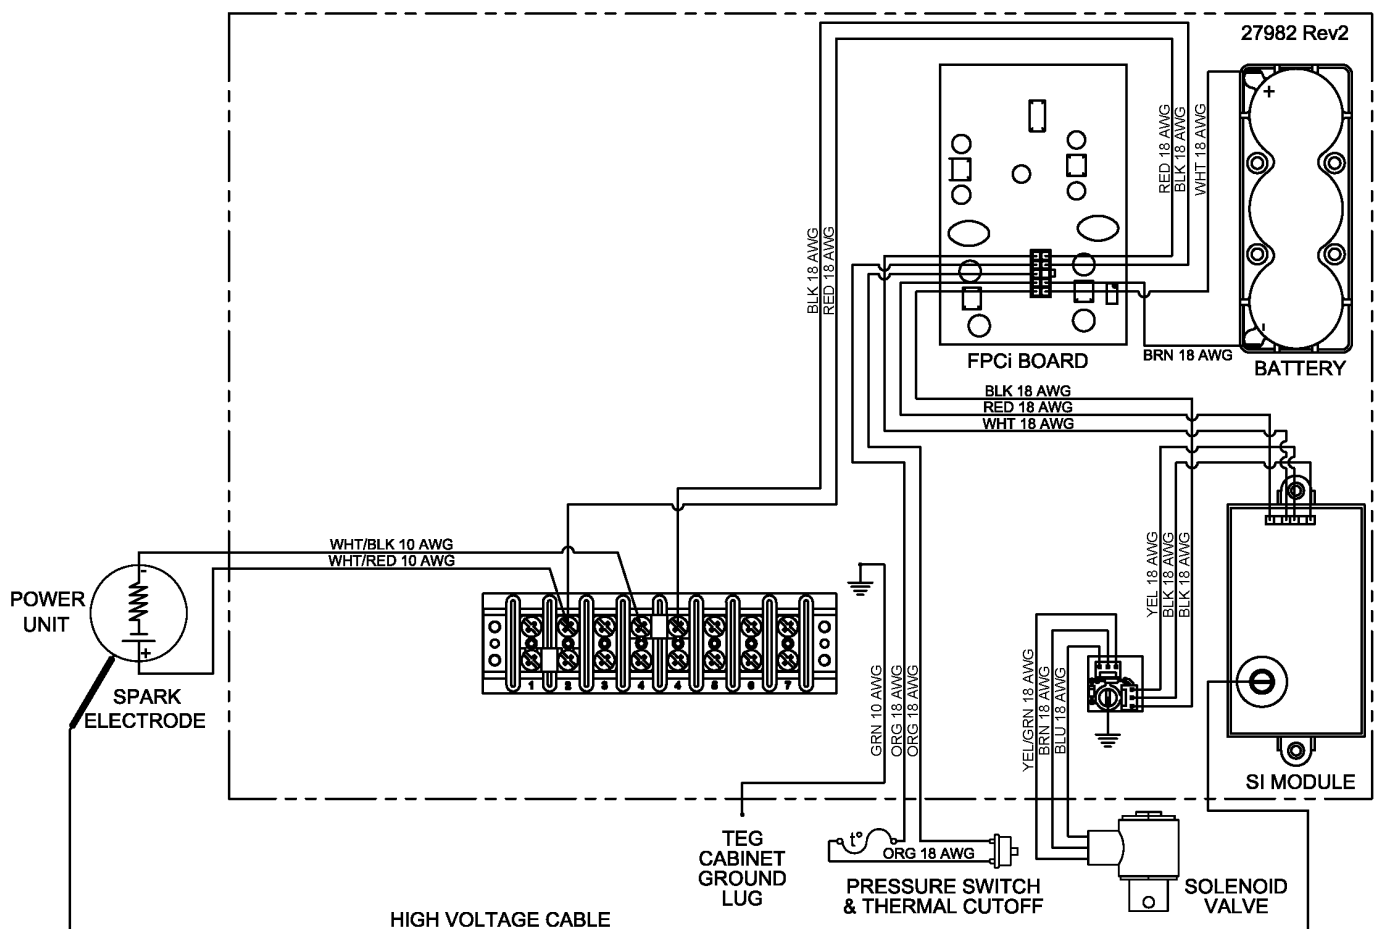 27982 Rev2
RED 18 AWG
BLK 18 AWG
WHT 18 AWG
+
-
BLK 18 AWG
RED 18 AWG
FPCi BOARD
BRN 18 AWG
BATTERY
BLK 18 AWG
RED 18 AWG
WHT 18 AWG
WHT/BLK 10 AWG
WHT/RED 10 AWG
POWER
UNIT
-
+
SPARK
ELECTRODE
1 2 3 4 4 5 6 7
GRN 10 AWG
ORG 18 AWG
ORG 18 AWG
YEL/GRN 18 AWG
BRN 18 AWG
BLU 18 AWG
YEL 18 AWG
BLK 18 AWG
BLK 18 AWG
SI MODULE
TEG
CABINET
GROUND
LUG
t°
ORG 18 AWG
PRESSURE SWITCH
& THERMAL CUTOFF
SOLENOID
VALVE
HIGH VOLTAGE CABLE